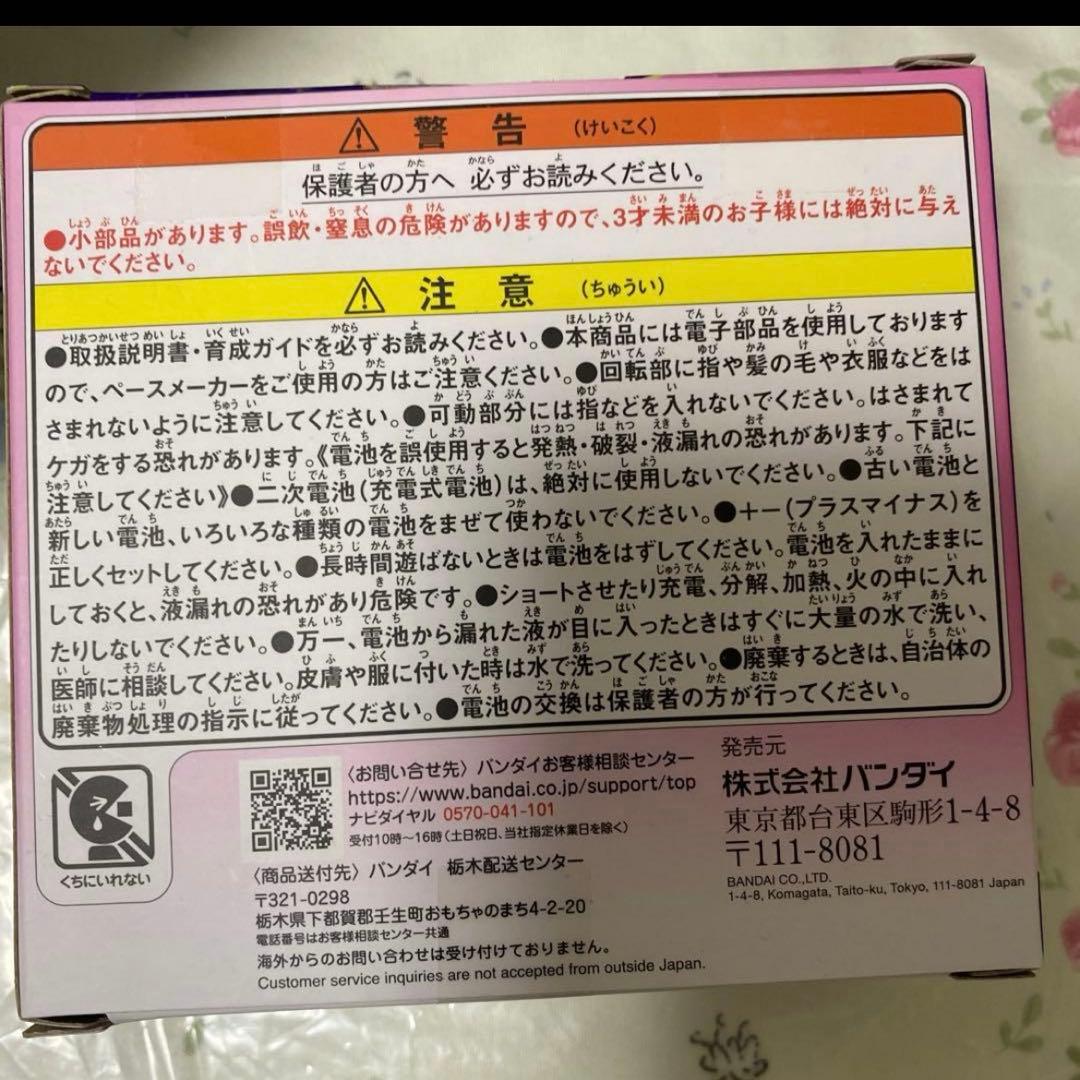 警告 (けいこく)
保護者の方へ 必ずお読みください。
●小部品があります。誤飲・窒息の危険がありますので、3才未満のお子様には絶対に与え
ないでください。
注意 (ちゅうい)
●取扱説明書・育成ガイドを必ずお読みください。●本商品には電子部品を使用しております
ので、ペースメーカーをご使用の方はご注意ください。●回転部に指や髪の毛や衣服などをは
さまれないように注意してください。●可動部分には指などを入れないでください。はさまれて
ケガをする恐れがあります。《電池を誤使用すると発熱・破裂・液漏れの恐れがあります。下記に
注意してください》●二次電池(充電式電池)は、絶対に使用しないでください。●古い電池と
新しい電池、いろいろな種類の電池をまぜて使わないでください。●+−(プラスマイナス)を
正しくセットしてください。●長時間遊ばないときは電池をはずしてください。電池を入れたままに
しておくと、液漏れの恐れがあり危険です。●ショートさせたり充電、分解、加熱、火の中に入れ
たりしないでください。●万一、電池から漏れた液が目に入ったときはすぐに大量の水で洗い、
医師に相談してください。皮膚や服に付いた時は水で洗ってください。●廃棄するときは、自治体の
廃棄物処理の指示に従ってください。●電池の交換は保護者の方が行ってください。
くちにいれない
〈お問い合せ先〉バンダイお客様相談センター
https://www.bandai.co.jp/support/top
ナビダイヤル 0570-041-101
受付10時〜16時(土日祝日、当社指定休業日を除く)
〈商品送付先〉バンダイ 栃木配送センター
〒321-0298
栃木県下都賀郡壬生町おもちゃのまち4-2-20
電話番号はお客様相談センター共通
海外からのお問い合わせは受け付けておりません。
Customer service inquiries are not accepted from outside Japan.
発売元
株式会社バンダイ
東京都台東区駒形1-4-8
〒111-8081
BANDAI CO.,LTD.
1-4-8, Komagata, Taito-ku, Tokyo, 111-8081 Japan